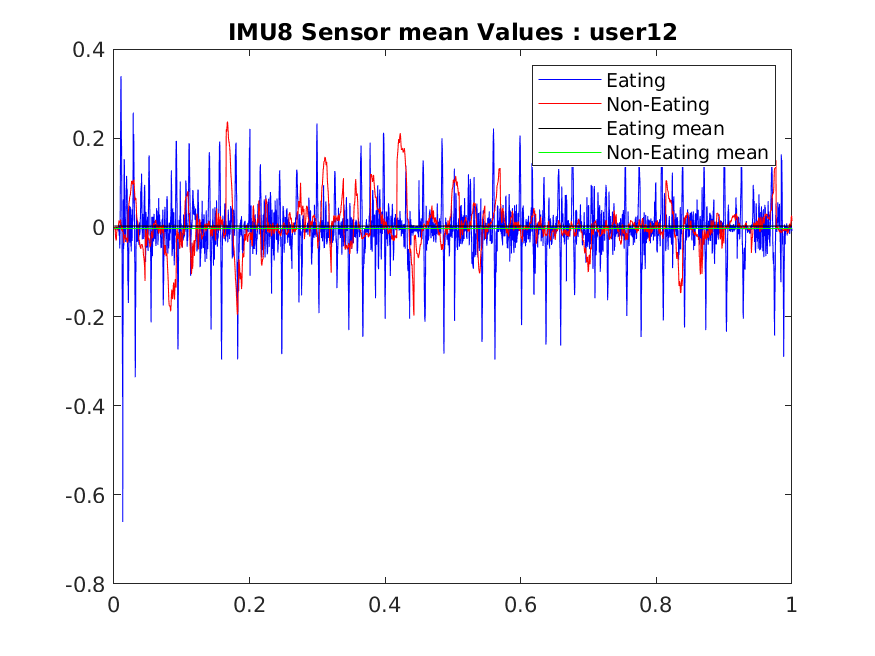 IMU8 Sensor mean Values : user12
0.4
0.2
0
-0.2
-0.4
-0.6
-0.8
0
0.2
0.4
0.6
0.8
1
Eating
Non-Eating
Eating mean
Non-Eating mean